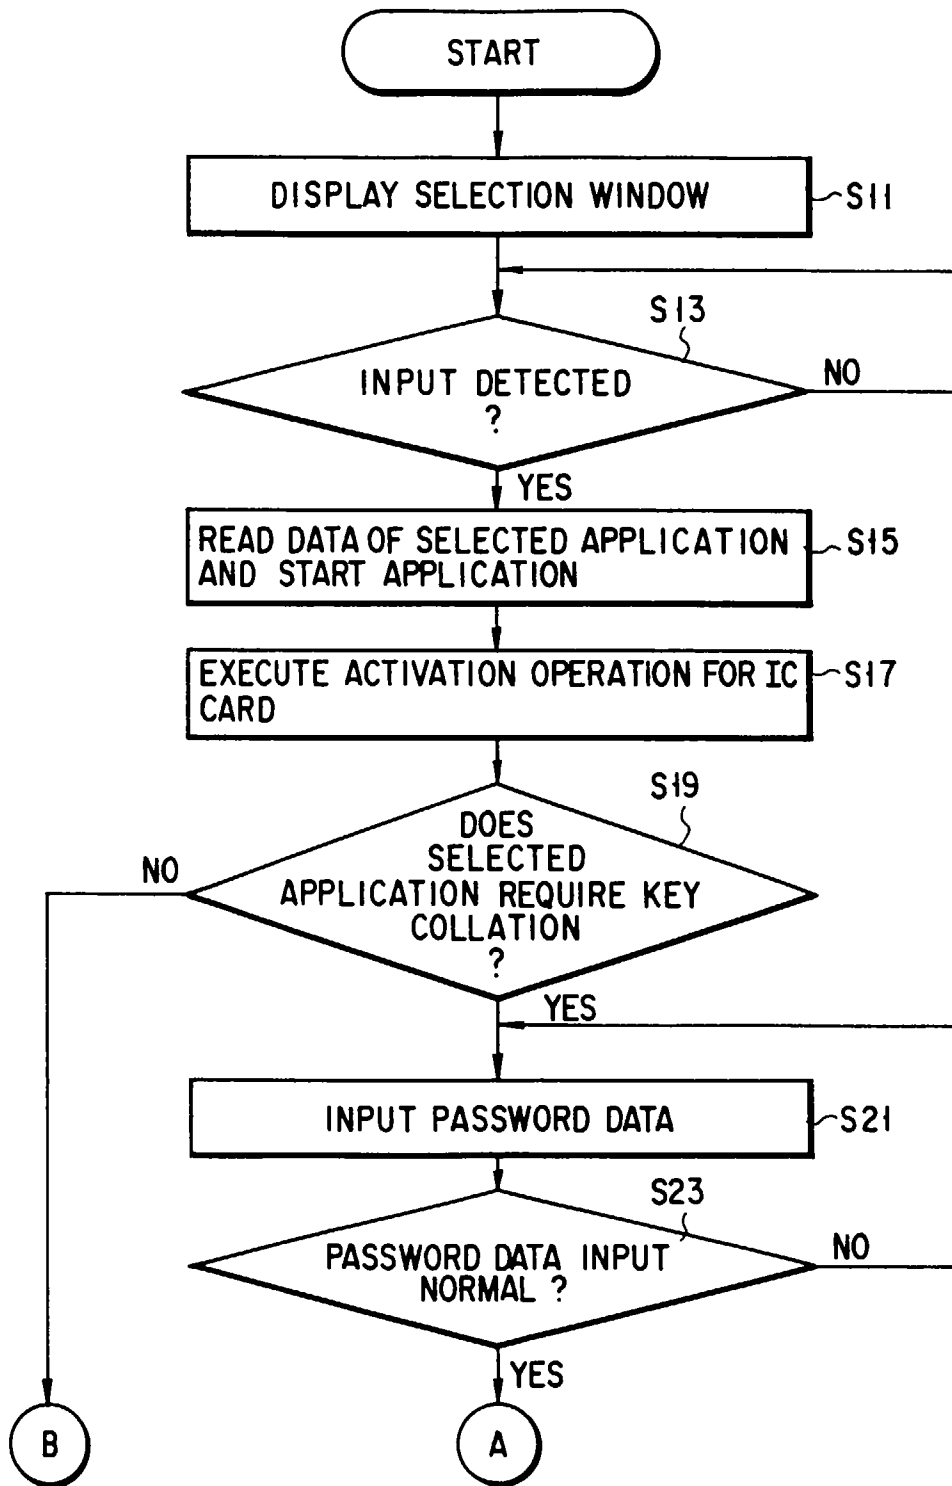 START
DISPLAY SELECTION WINDOW
S11
S13
INPUT DETECTED
?
NO
YES
READ DATA OF SELECTED APPLICATION
AND START APPLICATION
S15
EXECUTE ACTIVATION OPERATION FOR IC
CARD
S17
S19
DOES
SELECTED
APPLICATION REQUIRE KEY
COLLATION
?
NO
YES
INPUT PASSWORD DATA
S21
S23
PASSWORD DATA INPUT
NORMAL ?
NO
YES
B
A